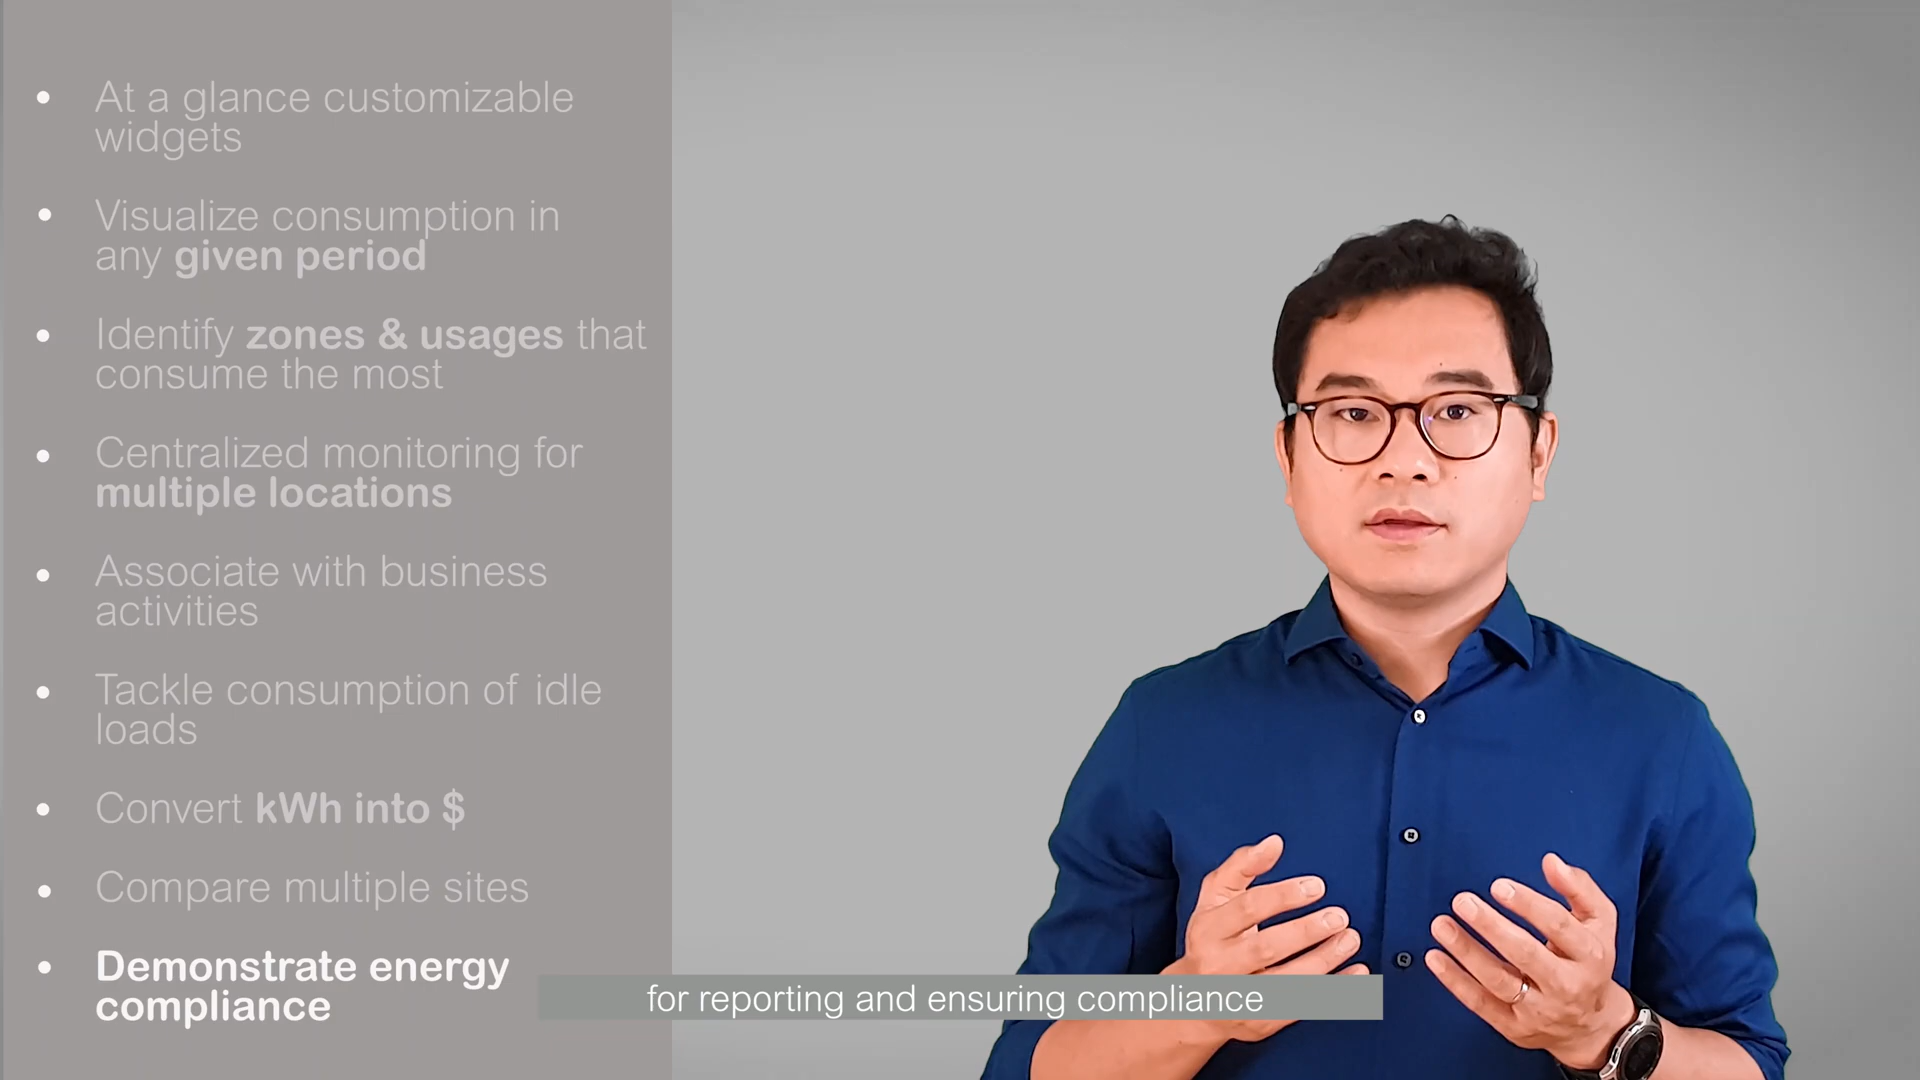 • At a glance customizable
widgets
• Visualize consumption in
any given period
• Identify zones & usages that
consume the most
• Centralized monitoring for
multiple locations
• Associate with business
activities
• Tackle consumption of idle
loads
• Convert kWh into $
• Compare multiple sites
• Demonstrate energy
compliance
for reporting and ensuring compliance